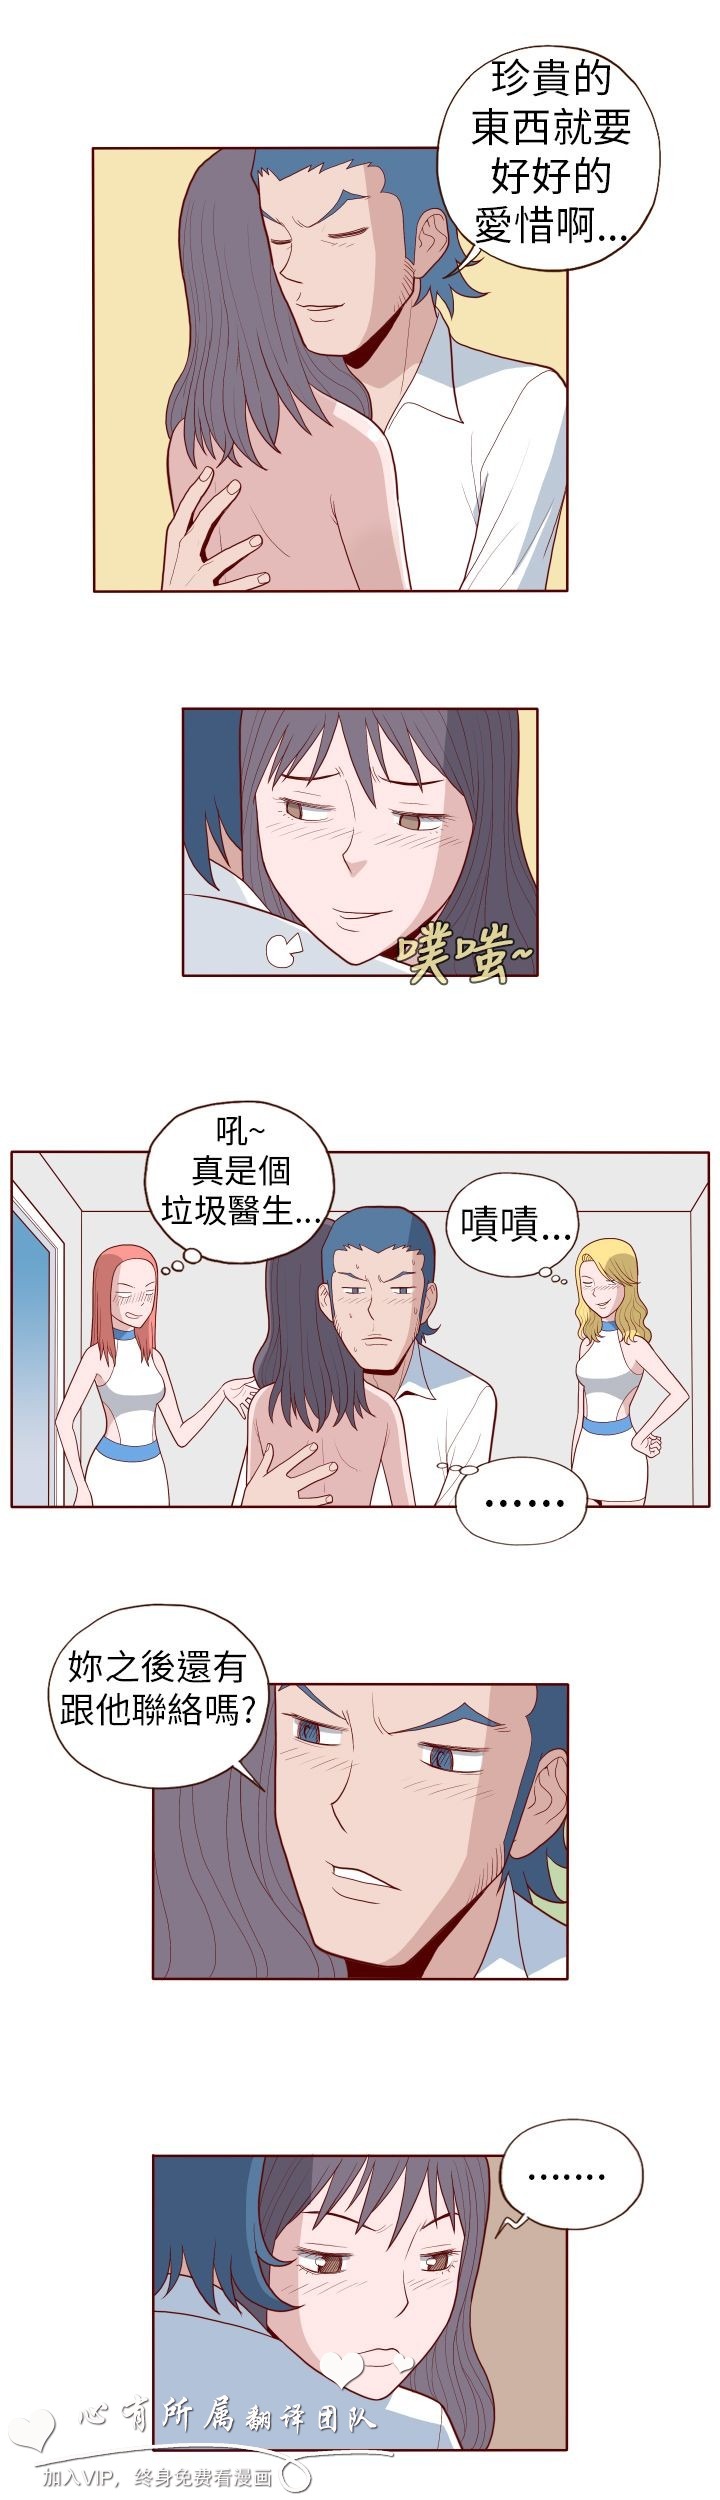 珍貴的
東西就要
好好的
愛惜啊...
噗嗤~
吼~
真是個
垃圾醫生...
嘖嘖...
......
妳之後還有
跟他聯絡嗎?
.......
心有所属翻译团队
加入VIP，终身免费看漫画